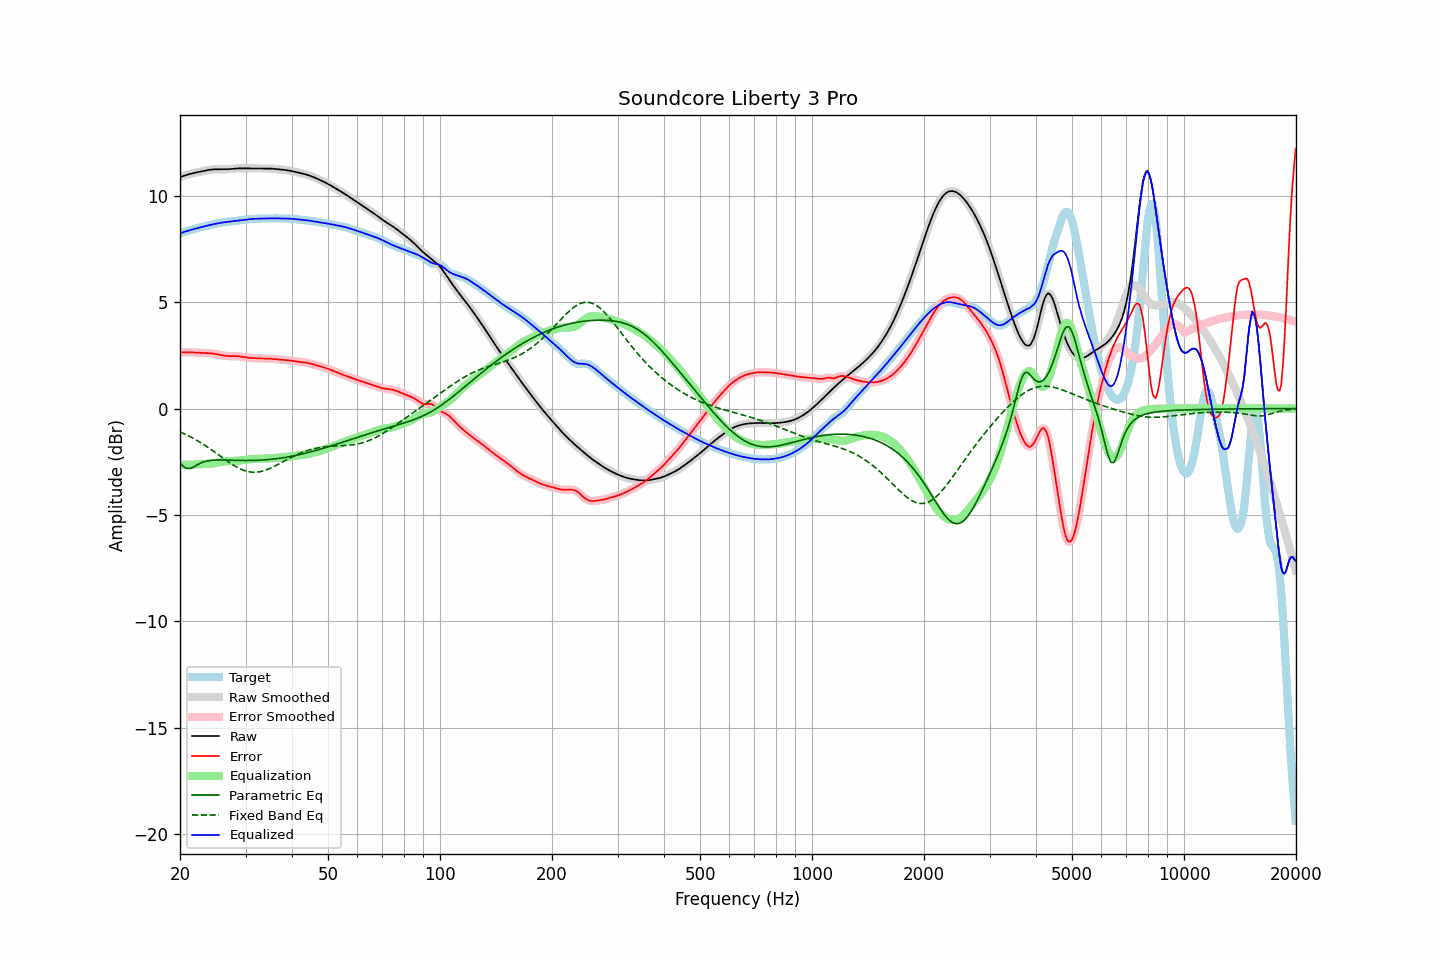 Soundcore Liberty 3 Pro
Amplitude (dBr)
10
5
0
−5
−10
−15
−20
Target
Raw Smoothed
Error Smoothed
Raw
Error
Equalization
Parametric Eq
Fixed Band Eq
Equalized
20 50 100 200 500 1000 2000 5000 10000 20000
Frequency (Hz)